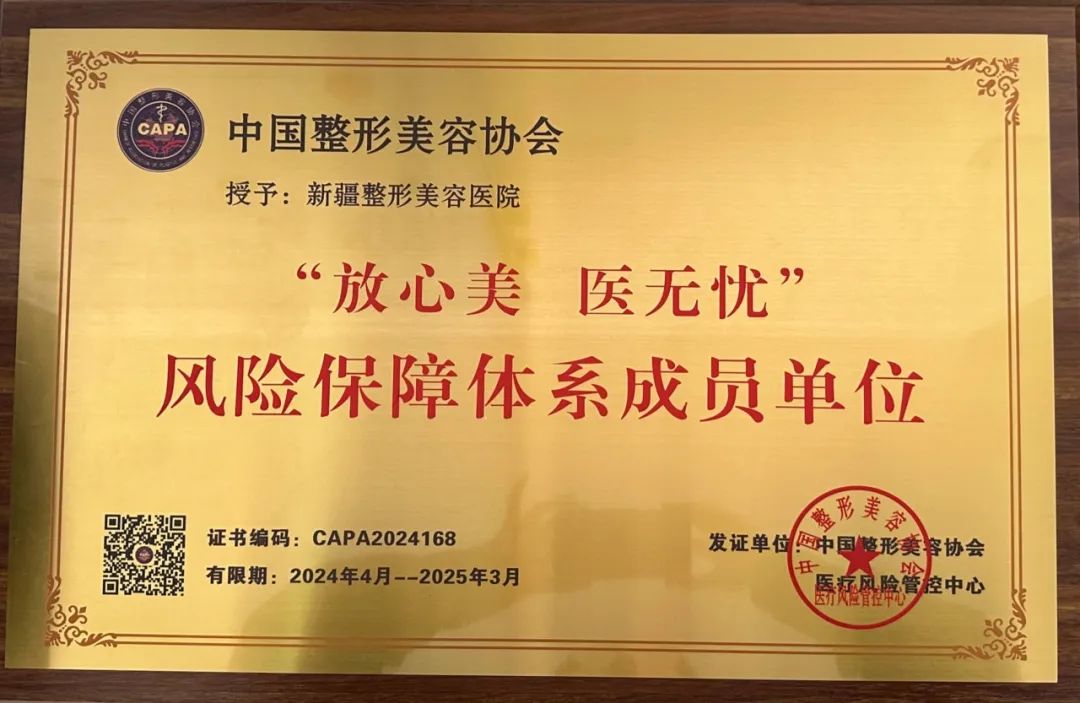 CAPA
中国整形美容协会
授予：新疆整形美容医院
“放心美 医无忧”
风险保障体系成员单位
证书编码：CAPA2024168
有限期：2024年4月--2025年3月
发证单位：中国整形美容协会
医疗风险管控中心
中国整形美容协会
医疗风险管控中心